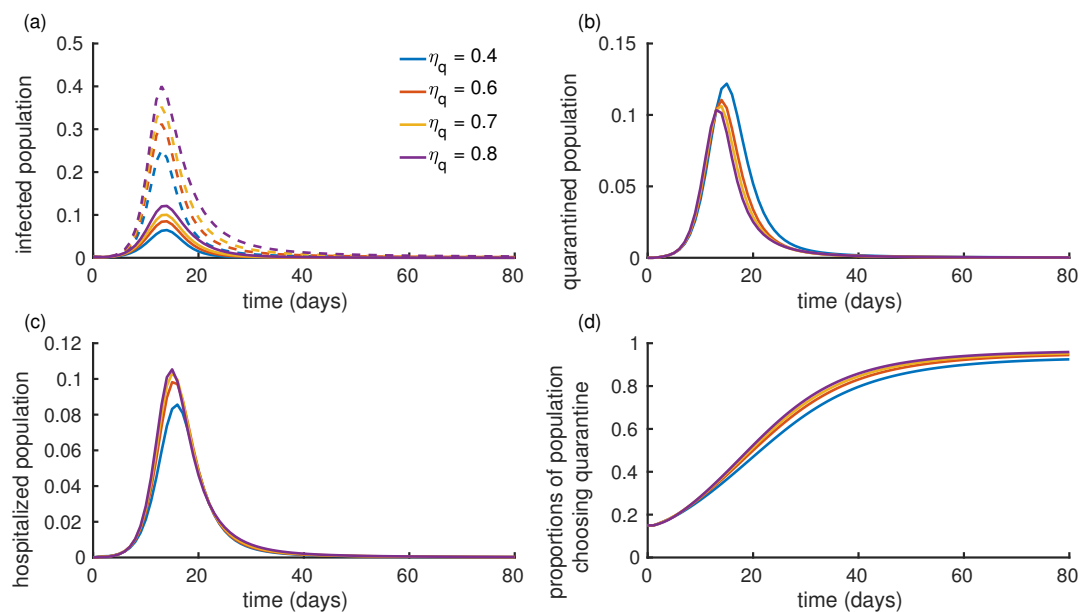 (a)
infected population
0.5
0.4
0.3
0.2
0.1
0
0 20 40 60 80
time (days)
η_q = 0.4
η_q = 0.6
η_q = 0.7
η_q = 0.8
(b)
quarantined population
0.15
0.1
0.05
0
0 20 40 60 80
time (days)
(c)
hospitalized population
0.12
0.1
0.08
0.06
0.04
0.02
0
0 20 40 60 80
time (days)
(d)
proportions of population
choosing quarantine
1
0.8
0.6
0.4
0.2
0
0 20 40 60 80
time (days)